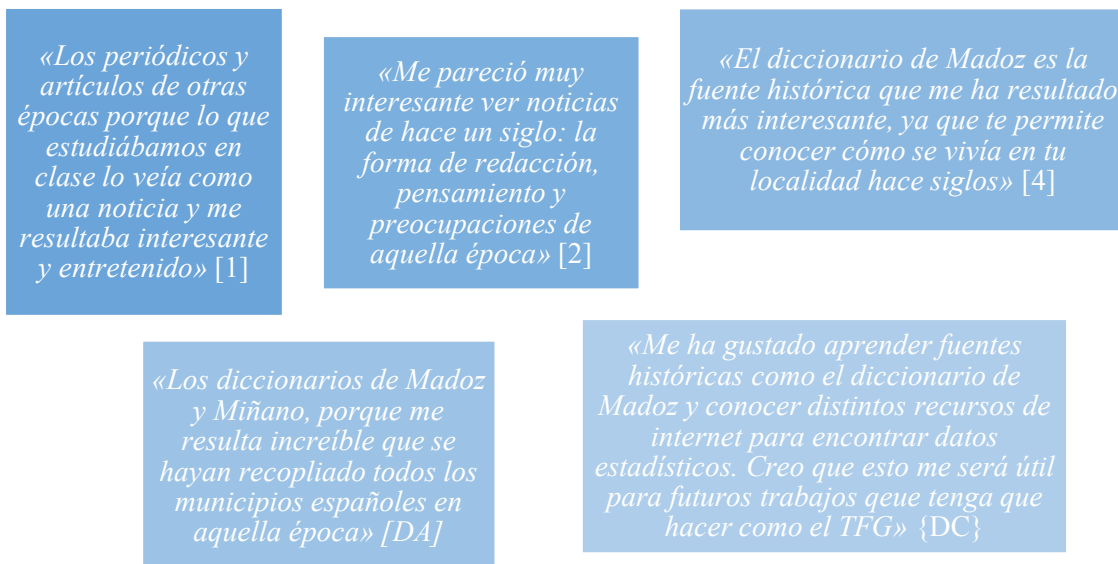 «Los periódicos y
artículos de otras
épocas porque lo que
estudiábamos en
clase lo veía como
una noticia y me
resultaba interesante
y entretenido» [1]
«Me pareció muy
interesante ver noticias
de hace un siglo: la
forma de redacción,
pensamiento y
preocupaciones de
aquella época» [2]
«El diccionario de Madoz es la
fuente histórica que me ha resultado
más interesante, ya que te permite
conocer cómo se vivía en tu
localidad hace siglos» [4]
«Los diccionarios de Madoz
y Miñano, porque me
resulta increíble que se
hayan recopliado todos los
municipios españoles en
aquella época» [DA]
«Me ha gustado aprender fuentes
históricas como el diccionario de
Madoz y conocer distintos recursos de
internet para encontrar datos
estadísticos. Creo que esto me será útil
para futuros trabajos qeue tenga que
hacer como el TFG» {DC}